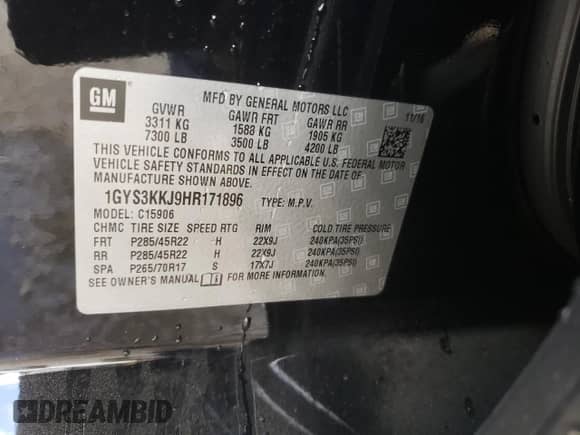 GM
MFD BY GENERAL MOTORS LLC 11/16
GVWR GAWR FRT GAWR RR
3311 KG 1588 KG 1905 KG
7300 LB 3500 LB 4200 LB
THIS VEHICLE CONFORMS TO ALL APPLICABLE U.S. FEDERAL MOTOR
VEHICLE SAFETY STANDARDS IN EFFECT ON THE DATE OF
MANUFACTURE SHOWN ABOVE.
1GYS3KKJ9HR171896 TYPE: M.P.V.
MODEL: C15906
CHMC TIRE SIZE SPEED RTG RIM COLD TIRE PRESSURE
FRT P285/45R22 H 22X9J 240KPA(35PSI)
RR P285/45R22 H 22X9J 240KPA(35PSI)
SPA P265/70R17 S 17X7J 240KPA(35PSI)
SEE OWNER'S MANUAL FOR MORE INFORMATION.
DREAMBID